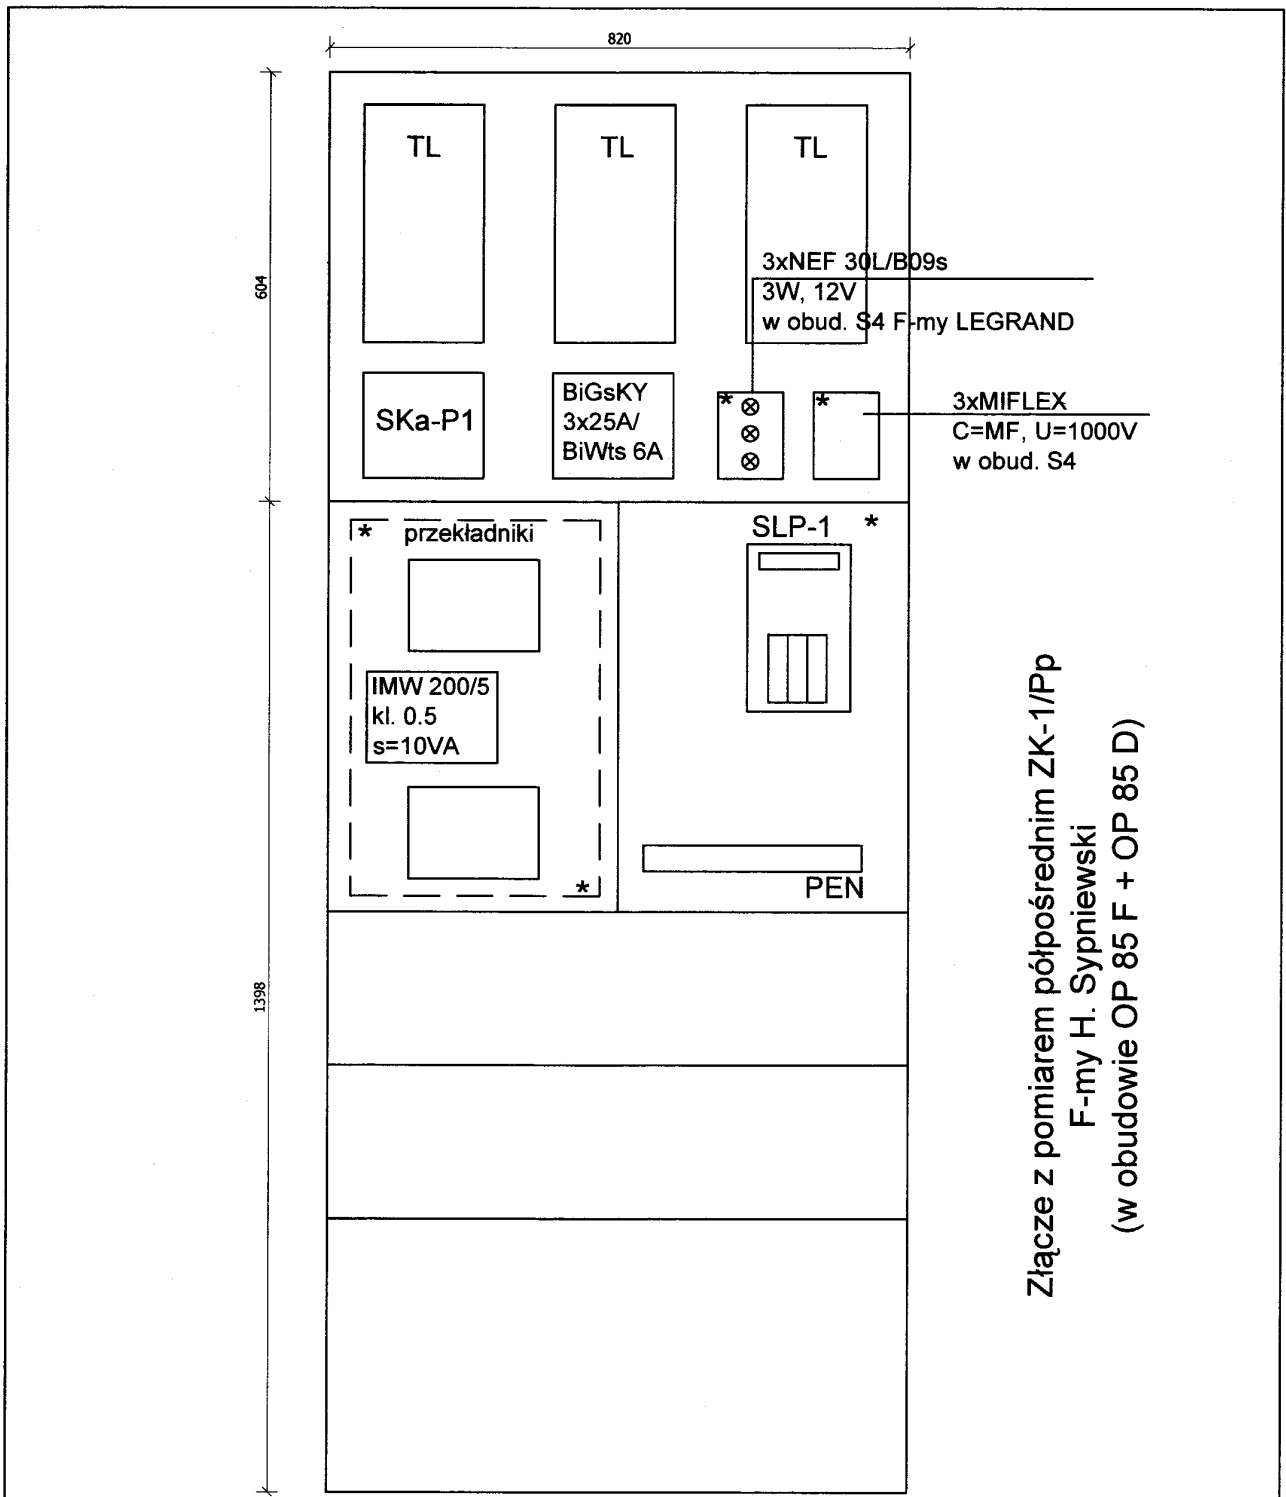 820
TL
TL
TL
604
3xNEF 30L/B09s
3W, 12V
w obud. S4 F-my LEGRAND
SKa-P1
BiGsKY
3x25A/
BiWts 6A
*
*
3xMIFLEX
C=MF, U=1000V
w obud. S4
* przekładniki
SLP-1 *
IMW 200/5
kl. 0.5
s=10VA
*
PEN
1398
Złącze z pomiarem półpośrednim ZK-1/Pp
F-my H. Sypniewski
(w obudowie OP 85 F + OP 85 D)